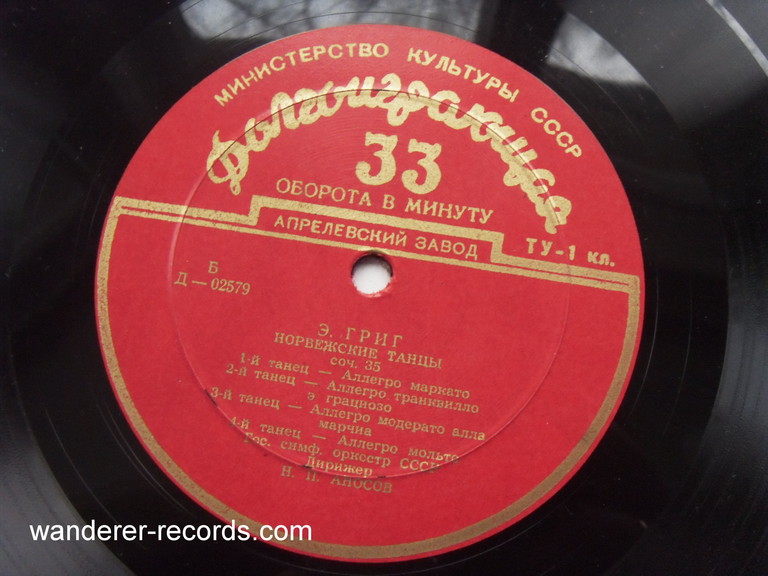 МИНИСТЕРСТВО КУЛЬТУРЫ СССР
Долгоиграющая
33
ОБОРОТА В МИНУТУ
АПРЕЛЕВСКИЙ ЗАВОД
ТУ-1 кл.
Б
Д — 02579
Э. ГРИГ
НОРВЕЖСКИЕ ТАНЦЫ
соч. 35
1-й танец — Аллегро маркато
2-й танец — Аллегро транквилло
э грациозо
3-й танец — Аллегро модерато алла
марчиа
4-й танец — Аллегро мольто
Гос. симф. оркестр СССР
Дирижер
Н. П. АНОСОВ
wanderer-records.com